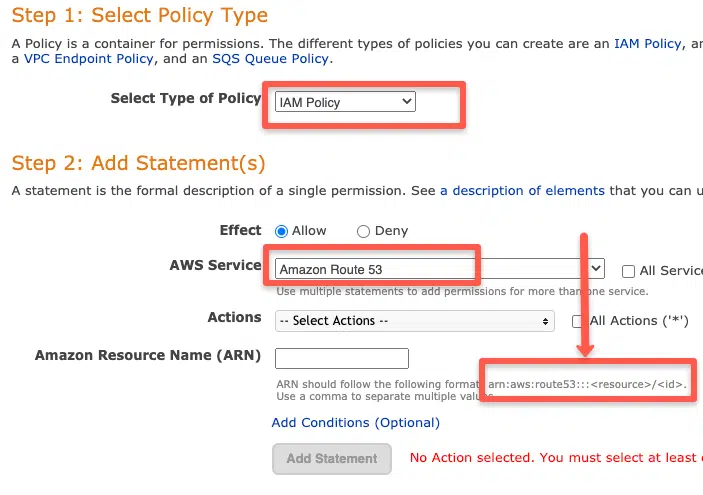 Step 1: Select Policy Type
A Policy is a container for permissions. The different types of policies you can create are an IAM Policy, an
a VPC Endpoint Policy, and an SQS Queue Policy.
Select Type of Policy IAM Policy
Step 2: Add Statement(s)
A statement is the formal description of a single permission. See a description of elements that you can u
Effect Allow Deny
AWS Service Amazon Route 53 All Service
Use multiple statements to add permissions for more than one service.
Actions -- Select Actions -- All Actions ('*')
Amazon Resource Name (ARN)
ARN should follow the following format: arn:aws:route53:::<resource>/<id>.
Use a comma to separate multiple values.
Add Conditions (Optional)
Add Statement No Action selected. You must select at least